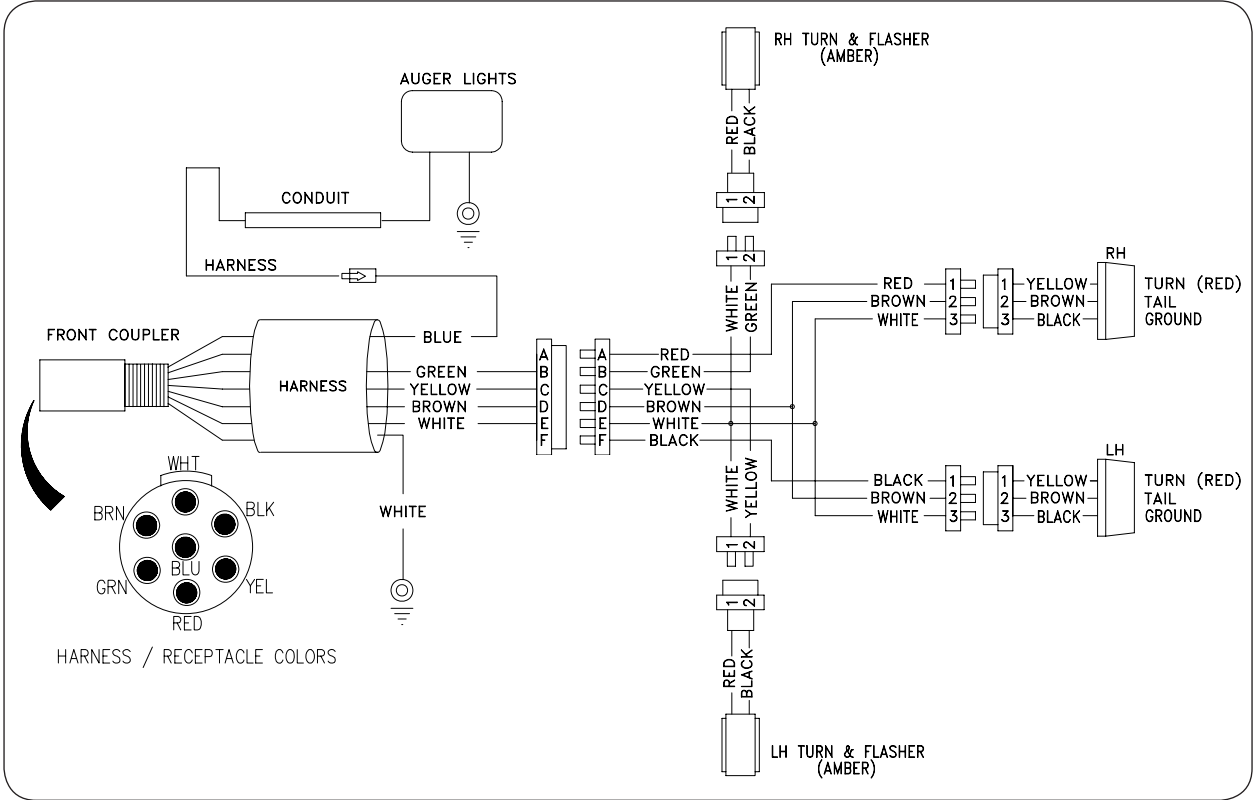 RH TURN & FLASHER
(AMBER)
AUGER LIGHTS
RED
BLACK
CONDUIT
1
2
HARNESS
1
2
WHITE
GREEN
FRONT COUPLER
HARNESS
BLUE
GREEN
YELLOW
BROWN
WHITE
A
B
C
D
E
F
A
B
C
D
E
F
RED
GREEN
YELLOW
BROWN
WHITE
BLACK
RED
BROWN
WHITE
1
2
3
1
2
3
YELLOW
BROWN
BLACK
RH
TURN (RED)
TAIL
GROUND
BLACK
BROWN
WHITE
1
2
3
1
2
3
YELLOW
BROWN
BLACK
LH
TURN (RED)
TAIL
GROUND
WHITE
YELLOW
1
2
1
2
RED
BLACK
LH TURN & FLASHER
(AMBER)
WHITE
WHT
BRN
BLK
BLU
GRN
YEL
RED
HARNESS / RECEPTACLE COLORS